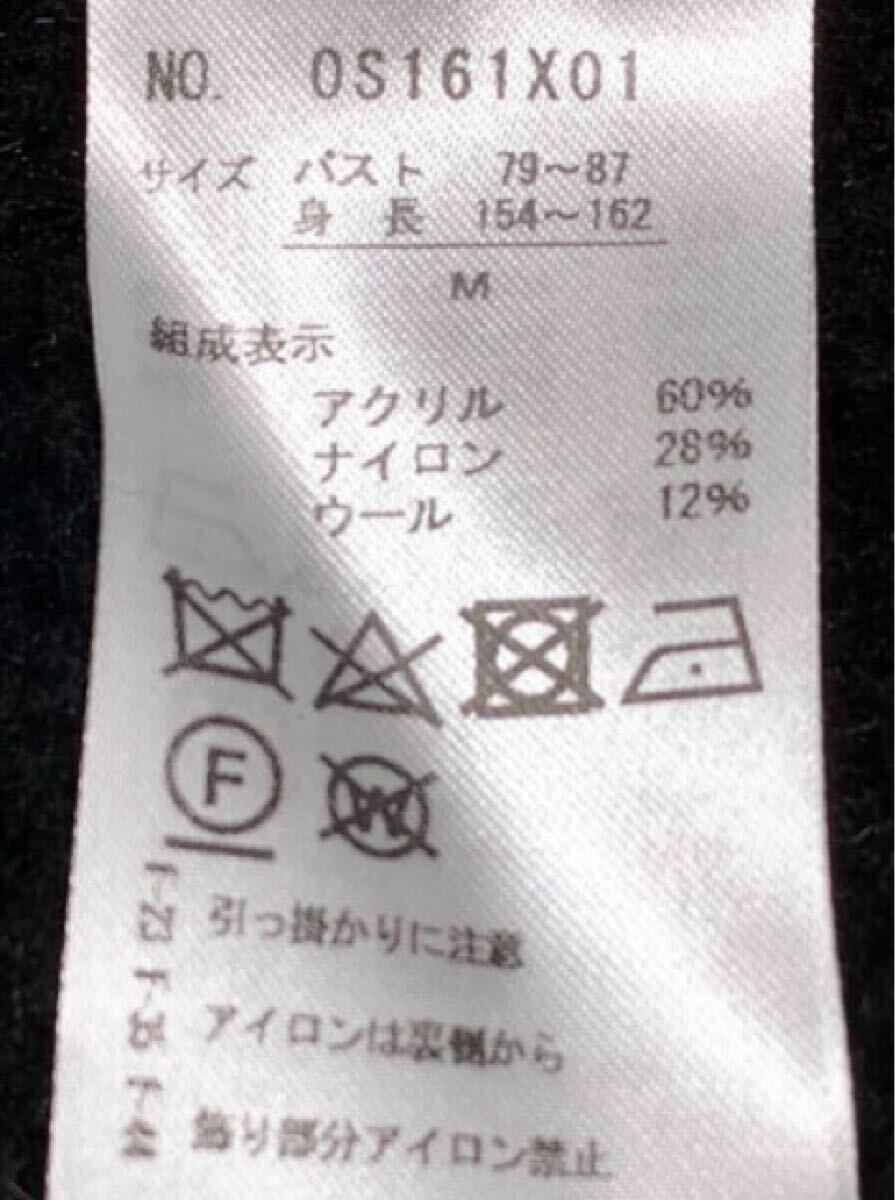 NO. OS161X01
サイズ バスト 79～87
身長 154～162
M
組成表示
アクリル 60%
ナイロン 28%
ウール 12%
F W
F-23 引っ掛かりに注意
F-35 アイロンは裏側から
F-44 飾り部分アイロン禁止